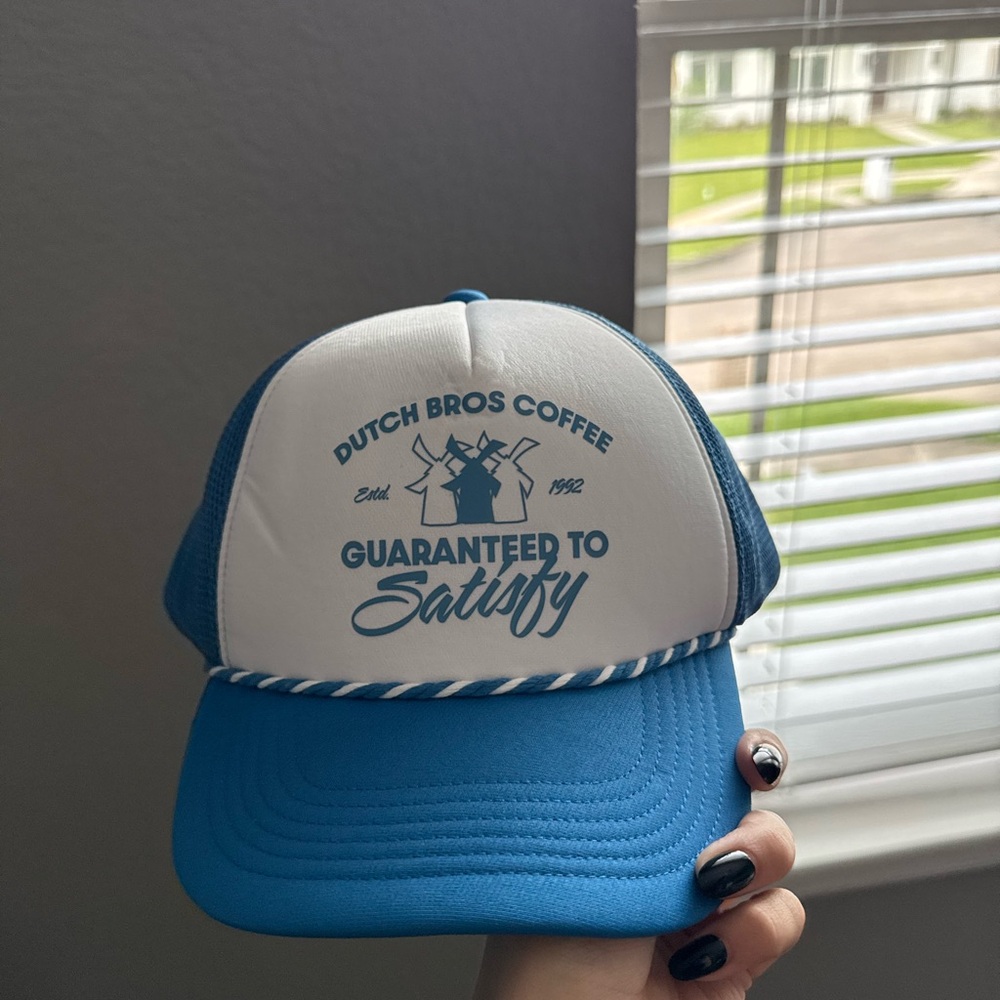 DUTCH BROS COFFEE
Estd. 1992
GUARANTEED TO
Satisfy